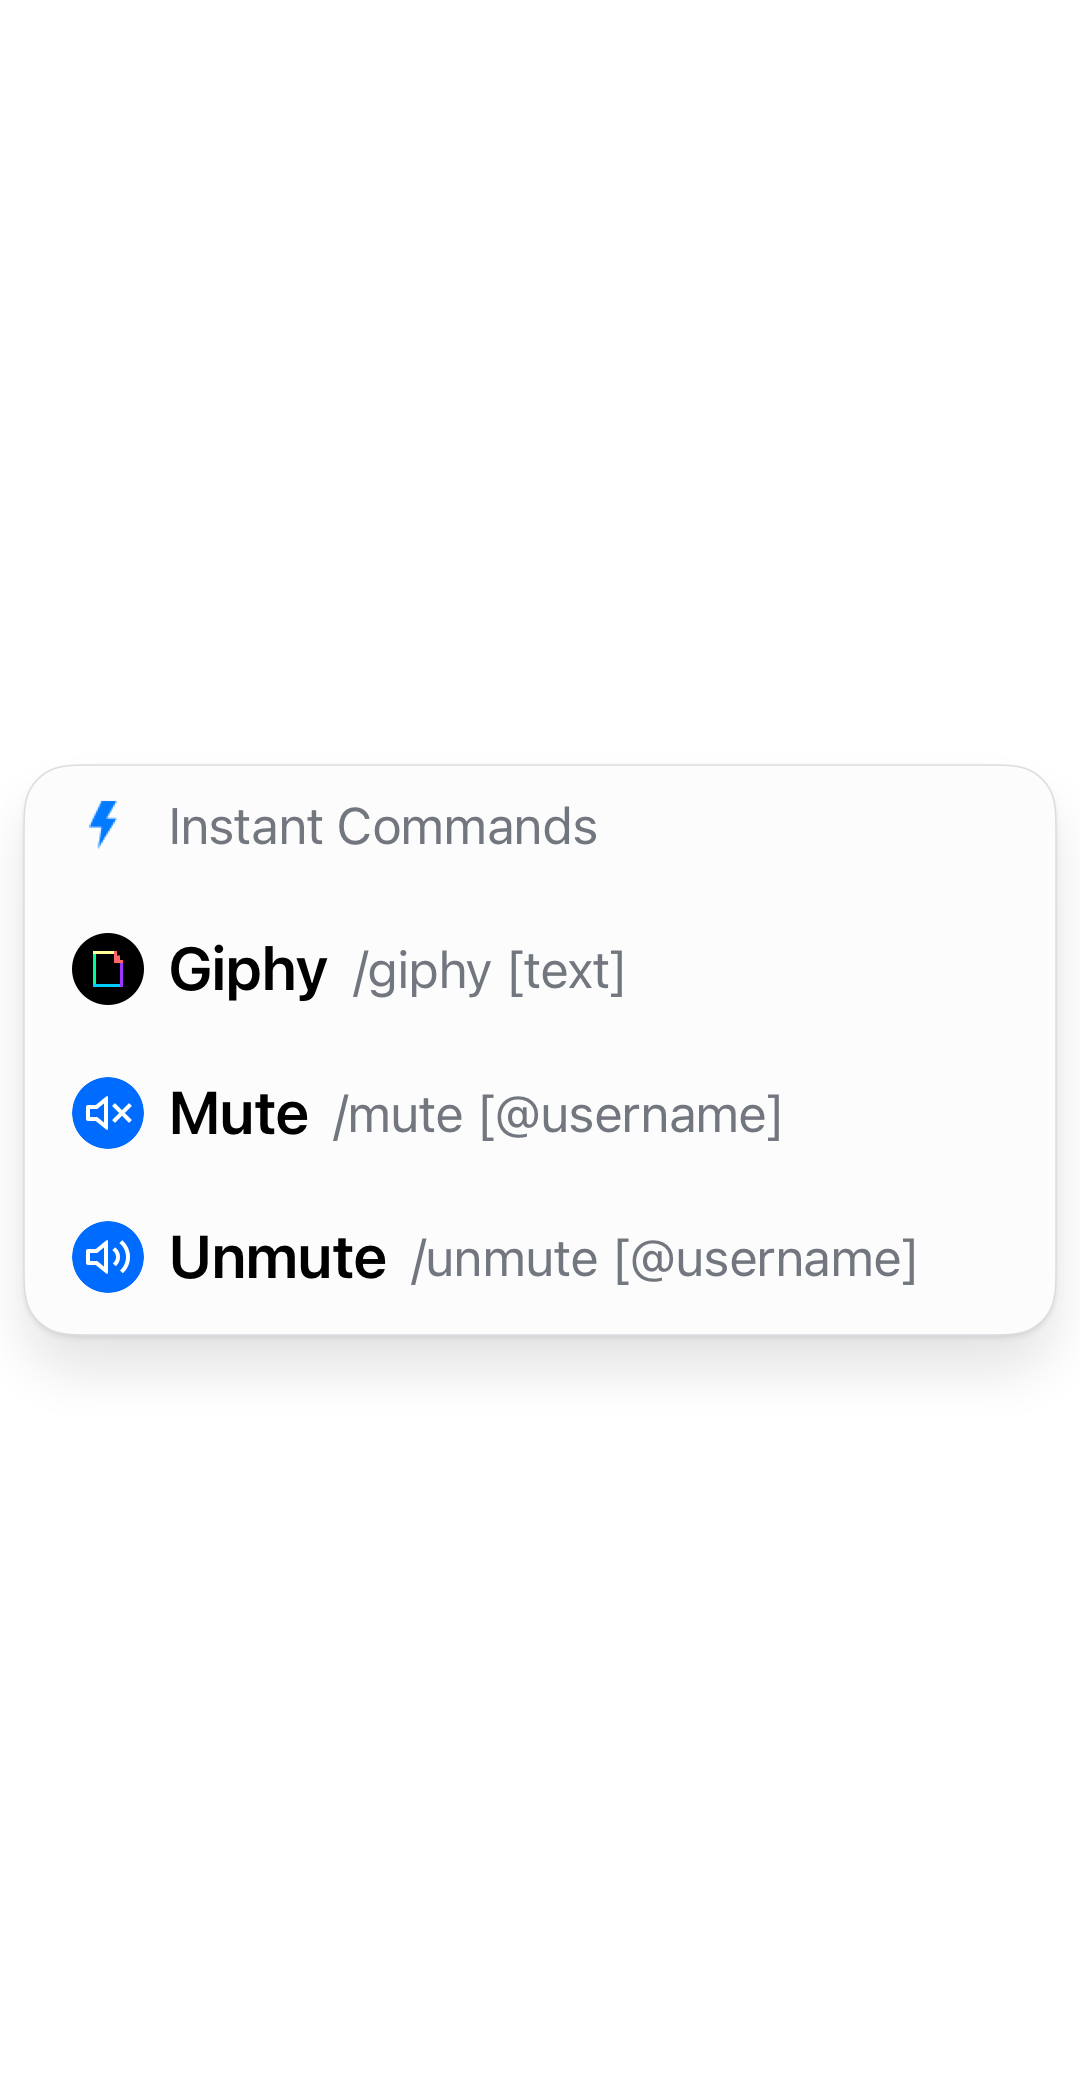 Instant Commands
Giphy /giphy [text]
Mute /mute [@username]
Unmute /unmute [@username]